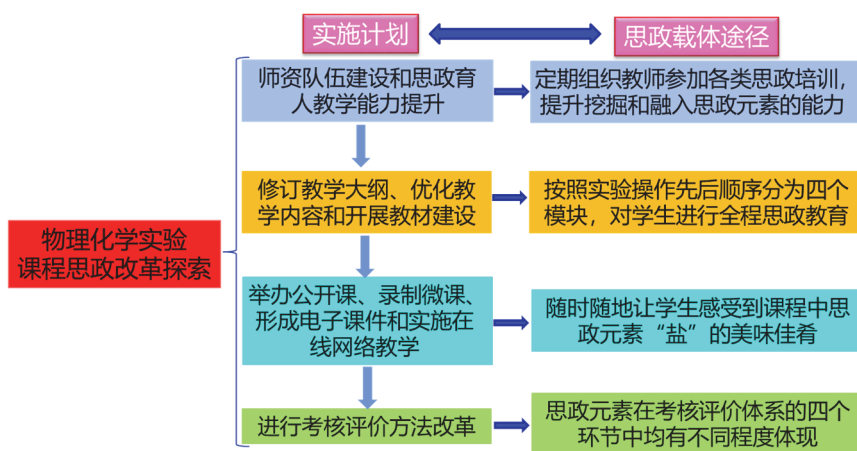 实施计划
思政载体途径
师资队伍建设和思政育
人教学能力提升
定期组织教师参加各类思政培训，
提升挖掘和融入思政元素的能力
修订教学大纲、优化教
学内容和开展教材建设
按照实验操作先后顺序分为四个
模块，对学生进行全程思政教育
物理化学实验
课程思政改革探索
举办公开课、录制微课、
形成电子课件和实施在
线网络教学
随时随地让学生感受到课程中思
政元素“盐”的美味佳肴
进行考核评价方法改革
思政元素在考核评价体系的四个
环节中均有不同程度体现